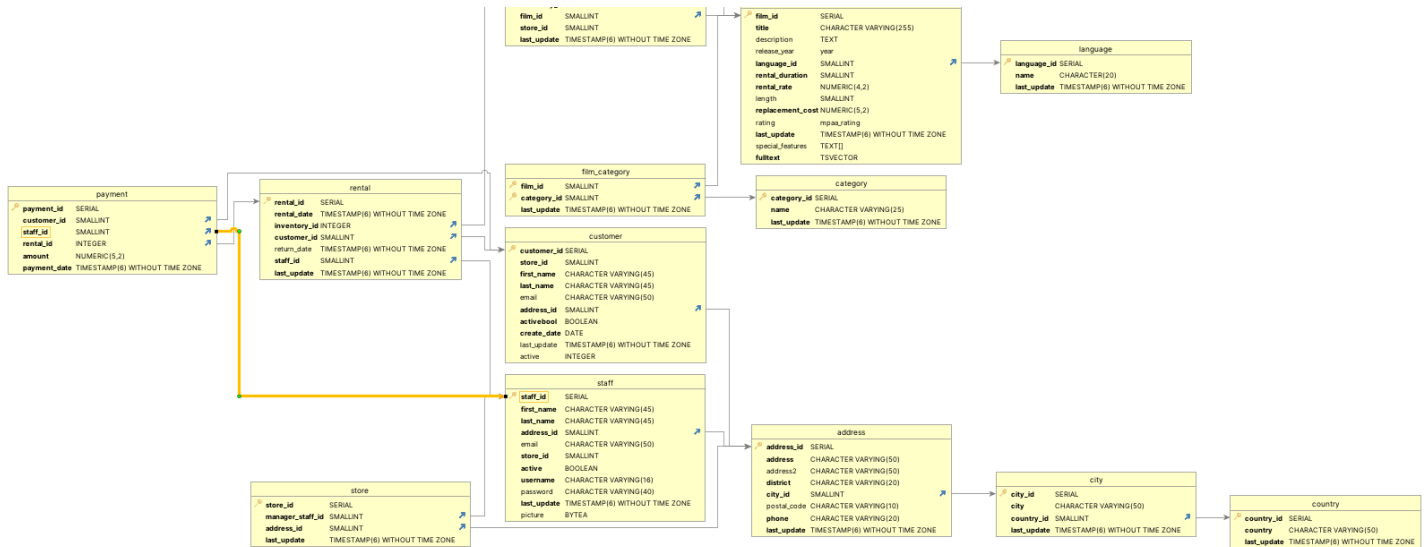 film_id SMALLINT
store_id SMALLINT
last_update TIMESTAMP(6) WITHOUT TIME ZONE
film_id SERIAL
title CHARACTER VARYING(255)
description TEXT
release_year year
language_id SMALLINT
rental_duration SMALLINT
rental_rate NUMERIC(4,2)
length SMALLINT
replacement_cost NUMERIC(5,2)
rating mpaa_rating
last_update TIMESTAMP(6) WITHOUT TIME ZONE
special_features TEXT[]
fulltext TSVECTOR
language
language_id SERIAL
name CHARACTER(20)
last_update TIMESTAMP(6) WITHOUT TIME ZONE
payment
payment_id SERIAL
customer_id SMALLINT
staff_id SMALLINT
rental_id INTEGER
amount NUMERIC(5,2)
payment_date TIMESTAMP(6) WITHOUT TIME ZONE
rental
rental_id SERIAL
rental_date TIMESTAMP(6) WITHOUT TIME ZONE
inventory_id INTEGER
customer_id SMALLINT
return_date TIMESTAMP(6) WITHOUT TIME ZONE
staff_id SMALLINT
last_update TIMESTAMP(6) WITHOUT TIME ZONE
film_category
film_id SMALLINT
category_id SMALLINT
last_update TIMESTAMP(6) WITHOUT TIME ZONE
category
category_id SERIAL
name CHARACTER VARYING(25)
last_update TIMESTAMP(6) WITHOUT TIME ZONE
customer
customer_id SERIAL
store_id SMALLINT
first_name CHARACTER VARYING(45)
last_name CHARACTER VARYING(45)
email CHARACTER VARYING(50)
address_id SMALLINT
activebool BOOLEAN
create_date DATE
last_update TIMESTAMP(6) WITHOUT TIME ZONE
active INTEGER
staff
staff_id SERIAL
first_name CHARACTER VARYING(45)
last_name CHARACTER VARYING(45)
address_id SMALLINT
email CHARACTER VARYING(50)
store_id SMALLINT
active BOOLEAN
username CHARACTER VARYING(16)
password CHARACTER VARYING(40)
last_update TIMESTAMP(6) WITHOUT TIME ZONE
picture BYTEA
store
store_id SERIAL
manager_staff_id SMALLINT
address_id SMALLINT
last_update TIMESTAMP(6) WITHOUT TIME ZONE
address
address_id SERIAL
address CHARACTER VARYING(50)
address2 CHARACTER VARYING(50)
district CHARACTER VARYING(20)
city_id SMALLINT
postal_code CHARACTER VARYING(10)
phone CHARACTER VARYING(20)
last_update TIMESTAMP(6) WITHOUT TIME ZONE
city
city_id SERIAL
city CHARACTER VARYING(50)
country_id SMALLINT
last_update TIMESTAMP(6) WITHOUT TIME ZONE
country
country_id SERIAL
country CHARACTER VARYING(50)
last_update TIMESTAMP(6) WITHOUT TIME ZONE